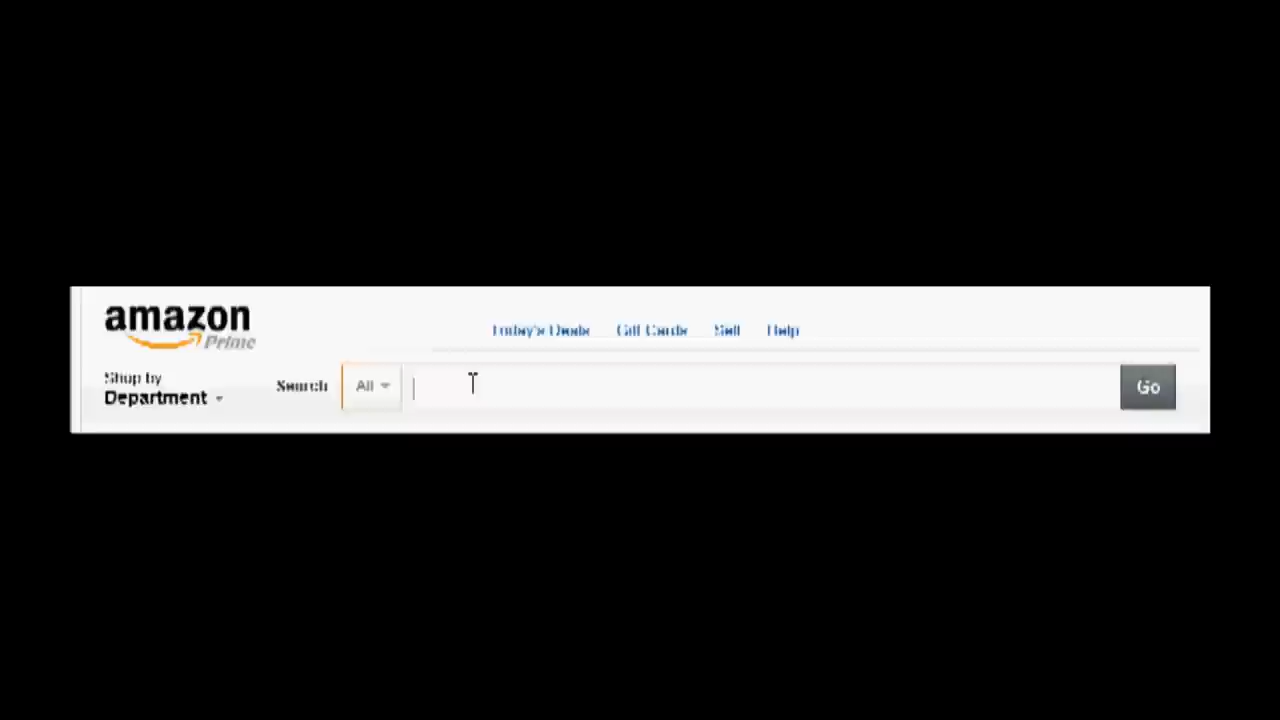 amazon
Prime
Today's Deals Gift Cards Sell Help
Shop by
Department
Search All Go